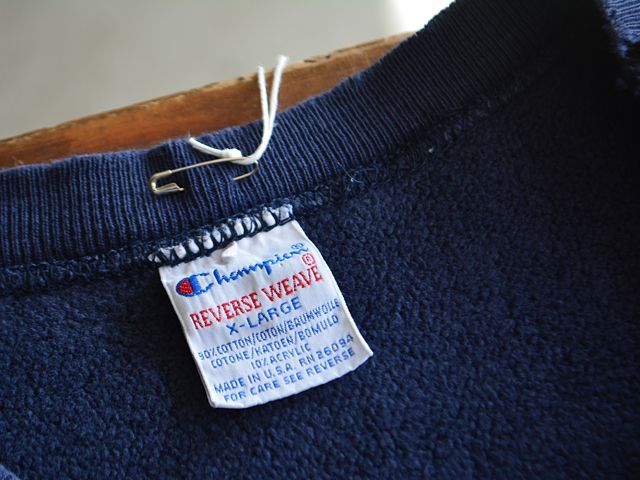 Champion®
REVERSE WEAVE®
X-LARGE
90% COTTON/COTON/BAUMWOLLE
COTONE/KATOEN/BOMULD
10% ACRYLIC
MADE IN U.S.A. RN 26094
FOR CARE SEE REVERSE